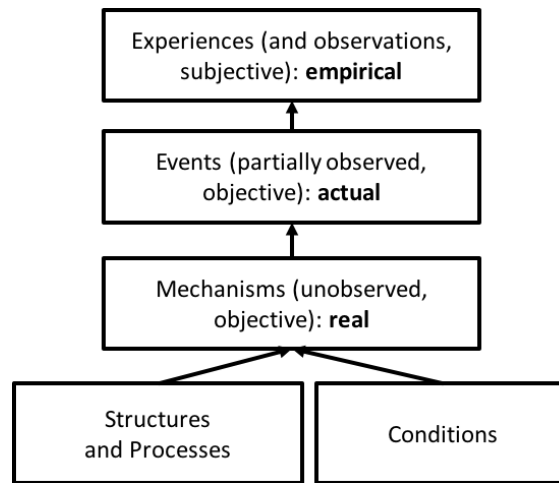 Experiences (and observations,
subjective): empirical
Events (partially observed,
objective): actual
Mechanisms (unobserved,
objective): real
Structures
and Processes
Conditions